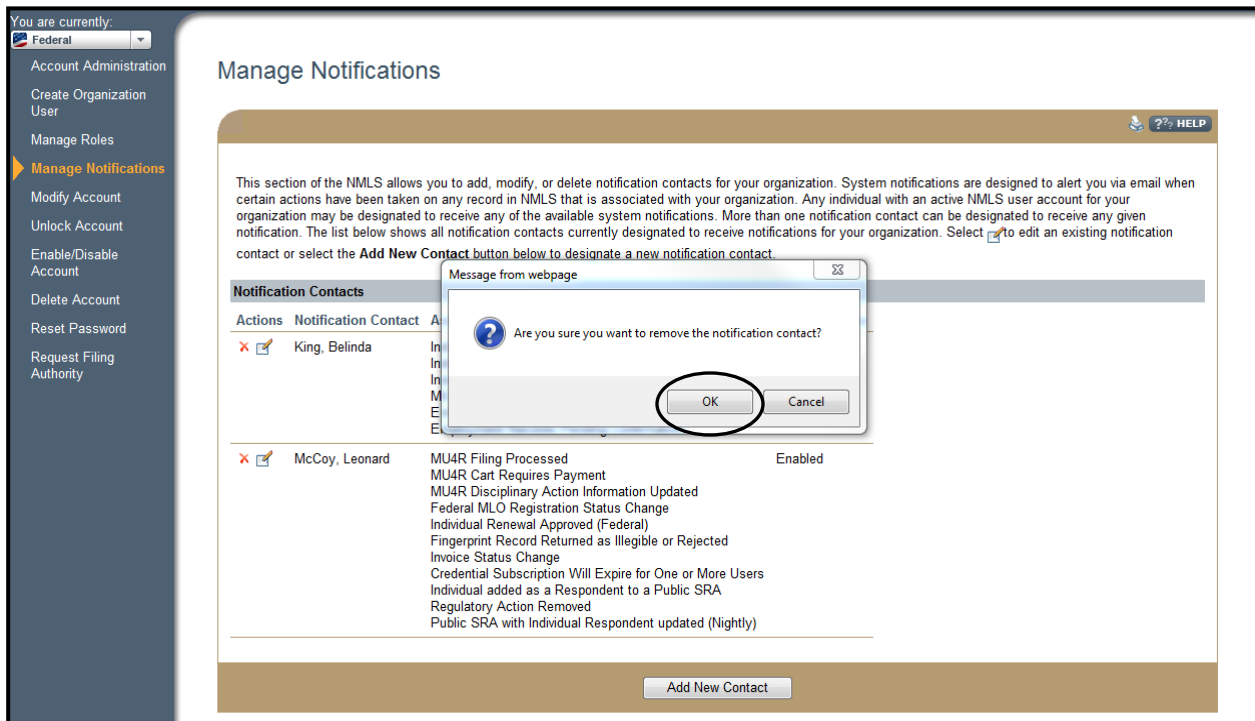 You are currently:
Federal
Account Administration
Create Organization
User
Manage Roles
Manage Notifications
Modify Account
Unlock Account
Enable/Disable
Account
Delete Account
Reset Password
Request Filing
Authority
Manage Notifications
??? HELP
This section of the NMLS allows you to add, modify, or delete notification contacts for your organization. System notifications are designed to alert you via email when
certain actions have been taken on any record in NMLS that is associated with your organization. Any individual with an active NMLS user account for your
organization may be designated to receive any of the available system notifications. More than one notification contact can be designated to receive any given
notification. The list below shows all notification contacts currently designated to receive notifications for your organization. Select to edit an existing notification
contact or select the Add New Contact button below to designate a new notification contact.
Message from webpage
Are you sure you want to remove the notification contact?
OK Cancel
Notification Contacts
Actions Notification Contact
King, Belinda
McCoy, Leonard MU4R Filing Processed Enabled
MU4R Cart Requires Payment
MU4R Disciplinary Action Information Updated
Federal MLO Registration Status Change
Individual Renewal Approved (Federal)
Fingerprint Record Returned as Illegible or Rejected
Invoice Status Change
Credential Subscription Will Expire for One or More Users
Individual added as a Respondent to a Public SRA
Regulatory Action Removed
Public SRA with Individual Respondent updated (Nightly)
Add New Contact